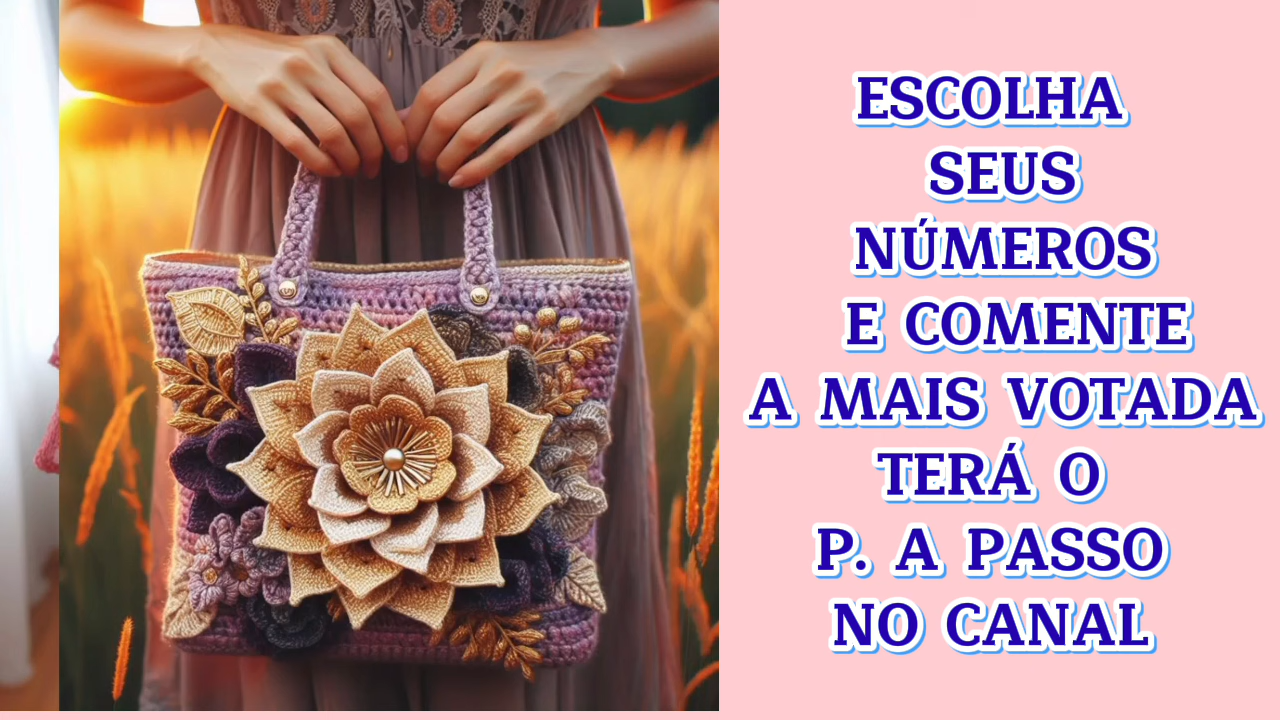 ESCOLHA
SEUS
NÚMEROS
E COMENTE
A MAIS VOTADA
TERÁ O
P. A PASSO
NO CANAL